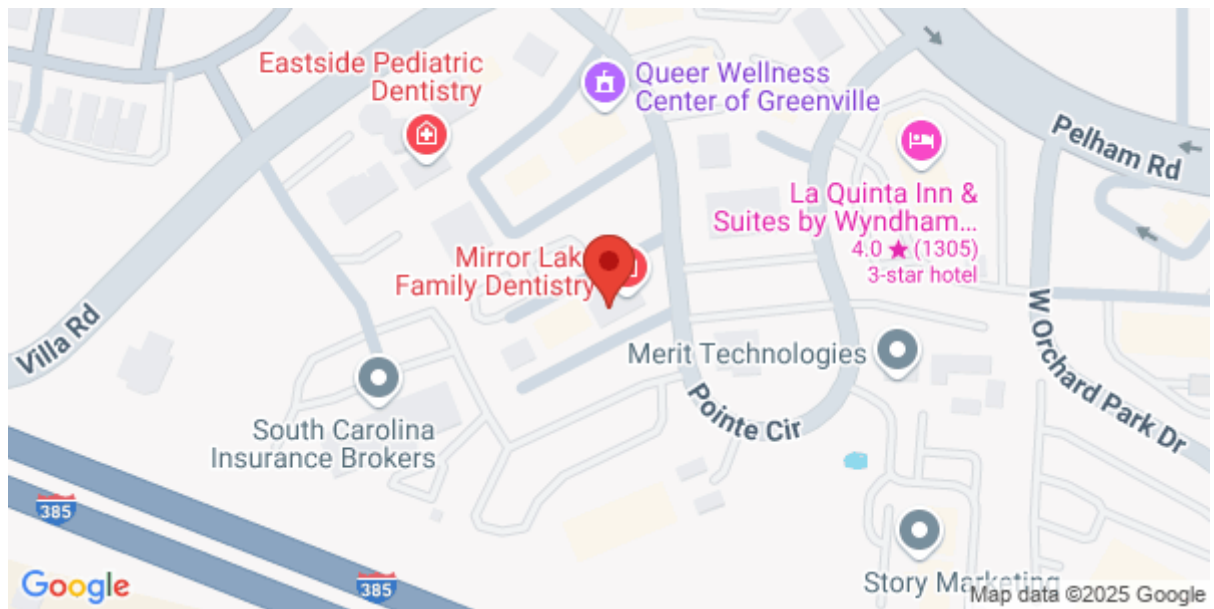 Eastside Pediatric
Dentistry
Queer Wellness
Center of Greenville
Pelham Rd
La Quinta Inn &
Suites by Wyndham...
4.0 ★ (1305)
3-star hotel
Mirror Lak
Family Dentistry
Villa Rd
Merit Technologies
W Orchard Park Dr
Pointe Cir
South Carolina
Insurance Brokers
385
385
Story Marketing
Google
Map data ©2025 Google